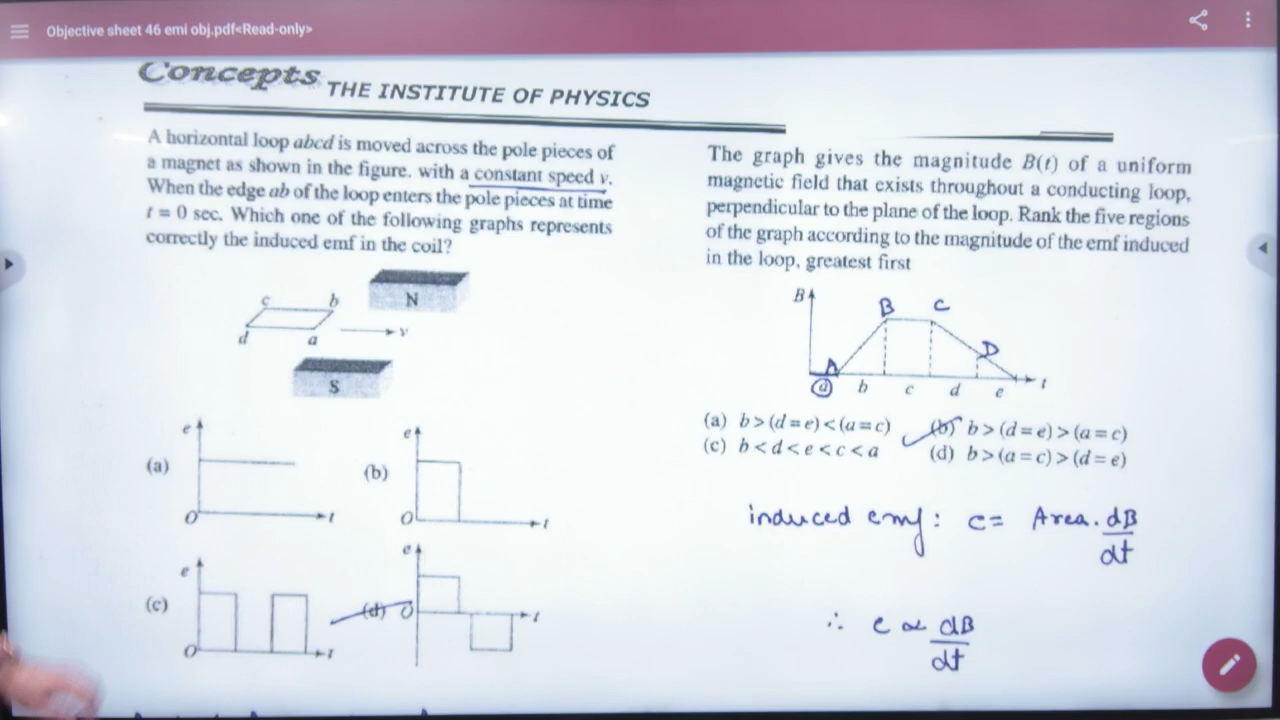 Objective sheet 46 emi obj.pdf<Read-only>
Concepts THE INSTITUTE OF PHYSICS
A horizontal loop abcd is moved across the pole pieces of
a magnet as shown in the figure. with a constant speed v.
When the edge ab of the loop enters the pole pieces at time
t = 0 sec. Which one of the following graphs represents
correctly the induced emf in the coil?
c b N
d a v
S
(a) e O t
(b) e O t
(c) e O t
(d) e O t
The graph gives the magnitude B(t) of a uniform
magnetic field that exists throughout a conducting loop,
perpendicular to the plane of the loop. Rank the five regions
of the graph according to the magnitude of the emf induced
in the loop, greatest first
B B C
A D
a b c d e t
(a) b > (d = e) < (a = c) (b) b > (d = e) > (a = c)
(c) b < d < e < c < a (d) b > (a = c) > (d = e)
induced emf : e = Area . dB
dt
∴ e ∝ dB
dt